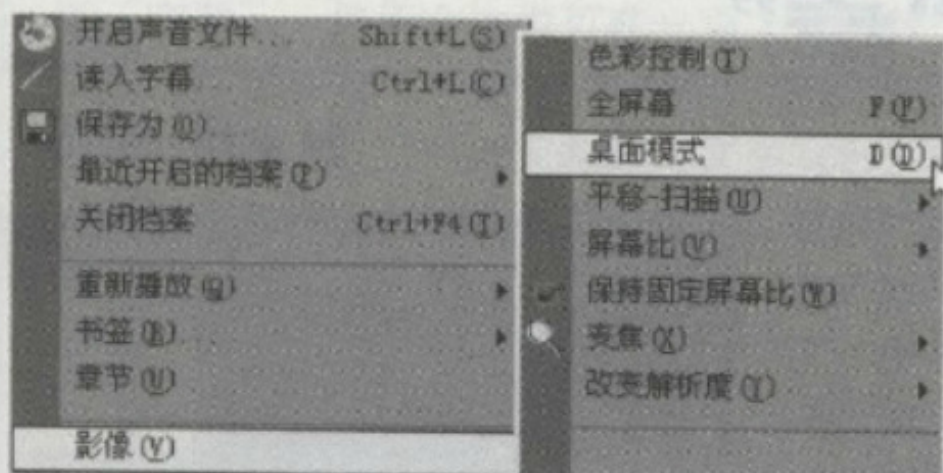 开启声音文件... Shift+L(S)
读入字幕 Ctrl+L(C)
保存为(O)...
最近开启的档案(F)
关闭档案 Ctrl+F4(T)
重新播放(Q)
书签(B)...
章节(U)
影像(V)
色彩控制(T)
全屏幕 F(F)
桌面模式 D(D)
平移-扫描(U)
屏幕比(V)
保持固定屏幕比(W)
变焦(X)
改变解析度(Y)